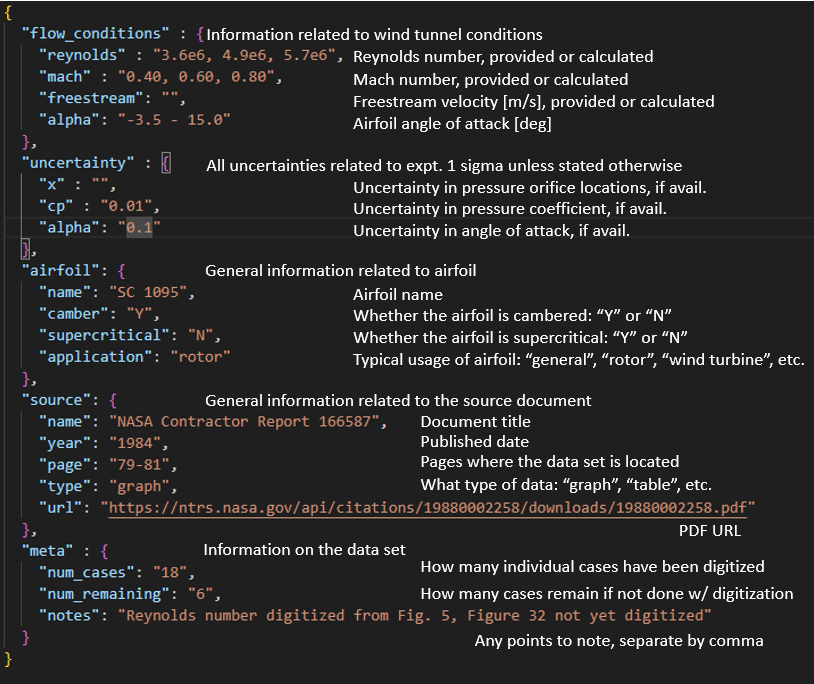 {
"flow_conditions" : { Information related to wind tunnel conditions
"reynolds" : "3.6e6, 4.9e6, 5.7e6", Reynolds number, provided or calculated
"mach" : "0.40, 0.60, 0.80", Mach number, provided or calculated
"freestream": "", Freestream velocity [m/s], provided or calculated
"alpha": "-3.5 - 15.0" Airfoil angle of attack [deg]
},
"uncertainty" : { All uncertainties related to expt. 1 sigma unless stated otherwise
"x" : "", Uncertainty in pressure orifice locations, if avail.
"cp" : "0.01", Uncertainty in pressure coefficient, if avail.
"alpha": "0.1" Uncertainty in angle of attack, if avail.
},
"airfoil": { General information related to airfoil
"name": "SC 1095", Airfoil name
"camber": "Y", Whether the airfoil is cambered: “Y” or “N”
"supercritical": "N", Whether the airfoil is supercritical: “Y” or “N”
"application": "rotor" Typical usage of airfoil: “general”, “rotor”, “wind turbine”, etc.
},
"source": { General information related to the source document
"name": "NASA Contractor Report 166587", Document title
"year": "1984", Published date
"page": "79-81", Pages where the data set is located
"type": "graph", What type of data: “graph”, “table”, etc.
"url": "https://ntrs.nasa.gov/api/citations/19880002258/downloads/19880002258.pdf"
}, PDF URL
"meta" : { Information on the data set
"num_cases": "18", How many individual cases have been digitized
"num_remaining": "6", How many cases remain if not done w/ digitization
"notes": "Reynolds number digitized from Fig. 5, Figure 32 not yet digitized"
} Any points to note, separate by comma
}